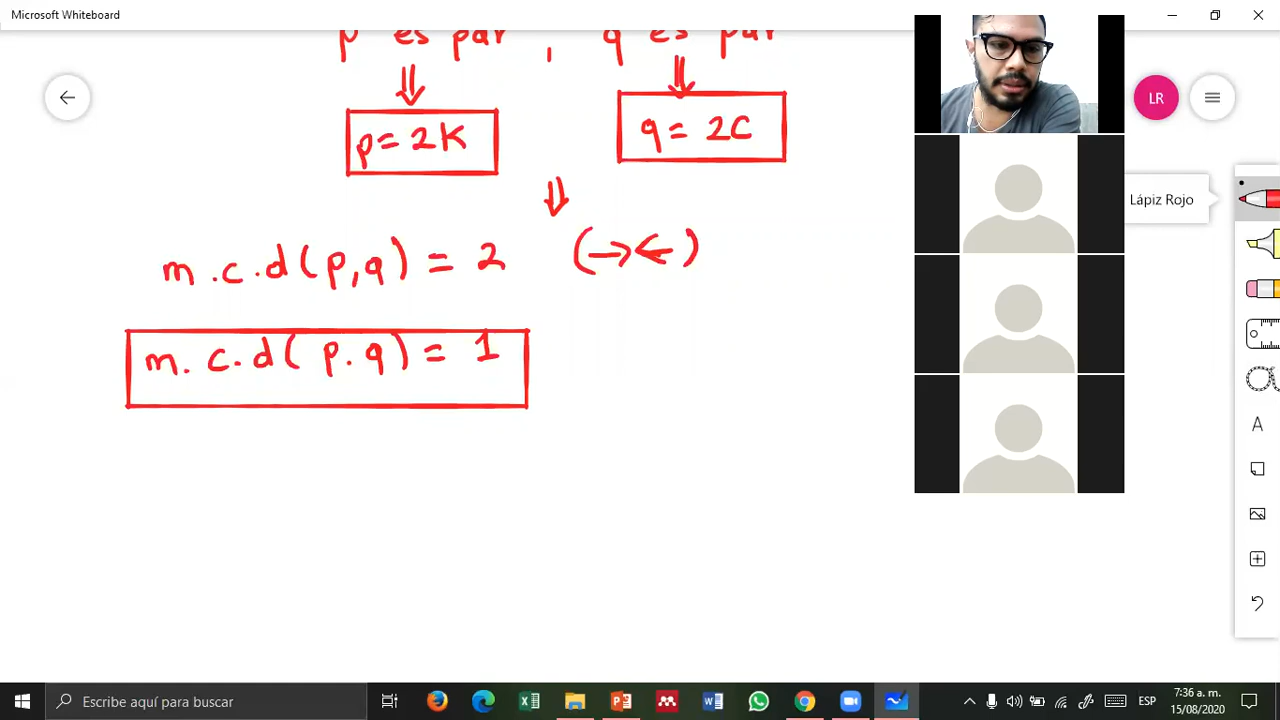 Microsoft Whiteboard
p es par , q es par
⇓ ⇓
p = 2K q = 2C
⇓
m.c.d(p,q) = 2 (→←)
m.c.d(p.q) = 1
LR
Lápiz Rojo
A
Escribe aquí para buscar
ESP
7:36 a. m.
15/08/2020